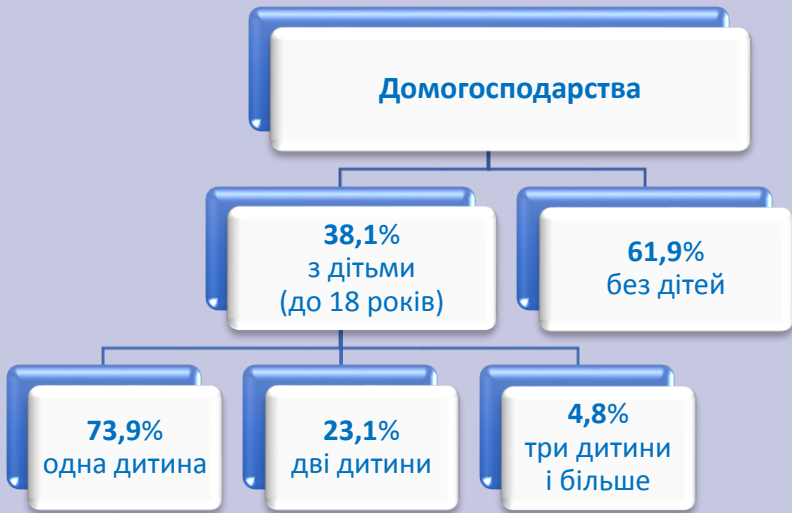 Домогосподарства
38,1%
з дітьми
(до 18 років)
61,9%
без дітей
73,9%
одна дитина
23,1%
дві дитини
4,8%
три дитини
і більше